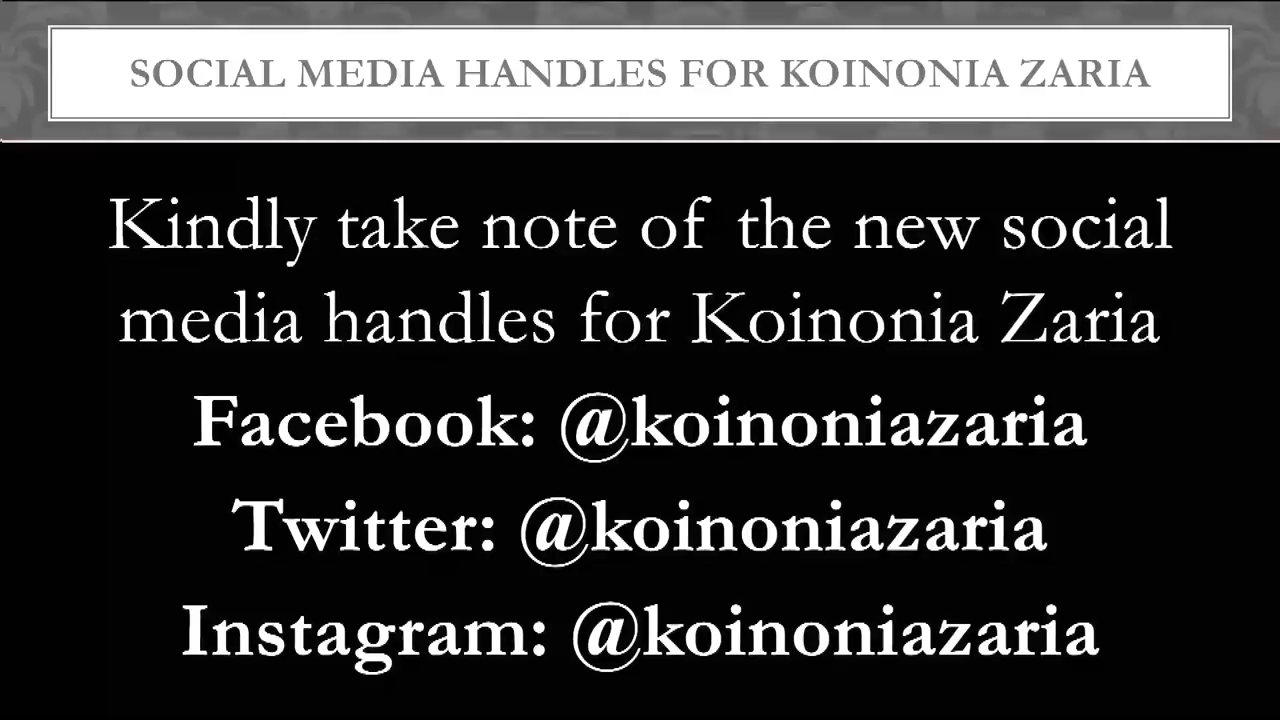 SOCIAL MEDIA HANDLES FOR KOINONIA ZARIA
Kindly take note of the new social
media handles for Koinonia Zaria
Facebook: @koinoniazaria
Twitter: @koinoniazaria
Instagram: @koinoniazaria